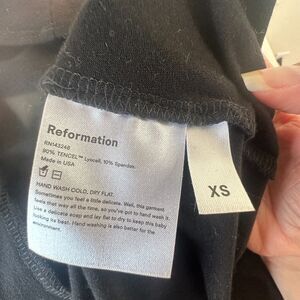 Reformation
RN143246
90% TENCEL™ Lyocell, 10% Spandex.
Made in USA
HAND WASH COLD. DRY FLAT.
Sometimes you feel a little delicate. Well, this garment
feels that way all the time, so you've got to hand wash it.
Use a delicate soap and lay flat to dry to keep this baby
looking its best. Hand washing is also better for the
environment.
XS